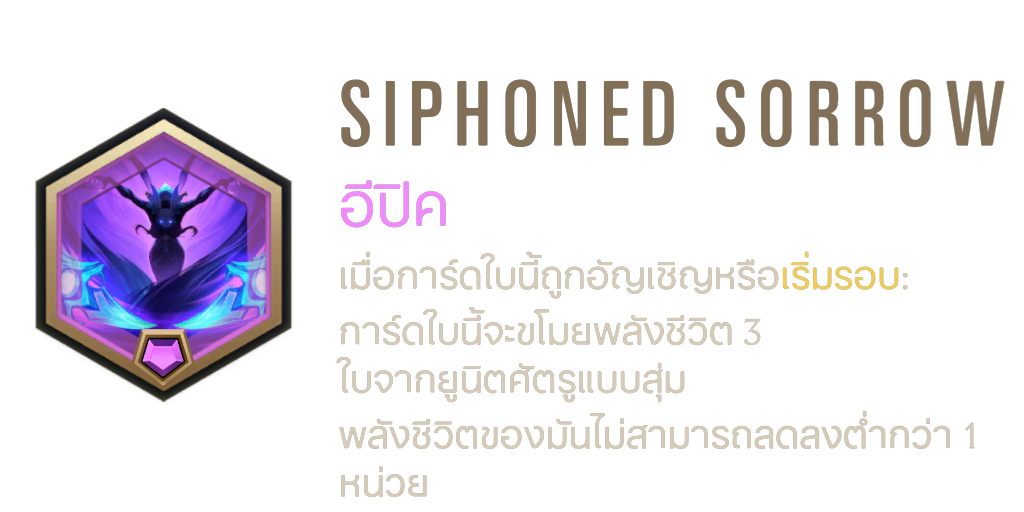 SIPHONED SORROW
อีปิค
เมื่อการ์ดใบนี้ถูกอัญเชิญหรือเริ่มรอบ:
การ์ดใบนี้จะขโมยพลังชีวิต 3
ใบจากยูนิตศัตรูแบบสุ่ม
พลังชีวิตของมันไม่สามารถลดลงต่ำกว่า 1
หน่วย